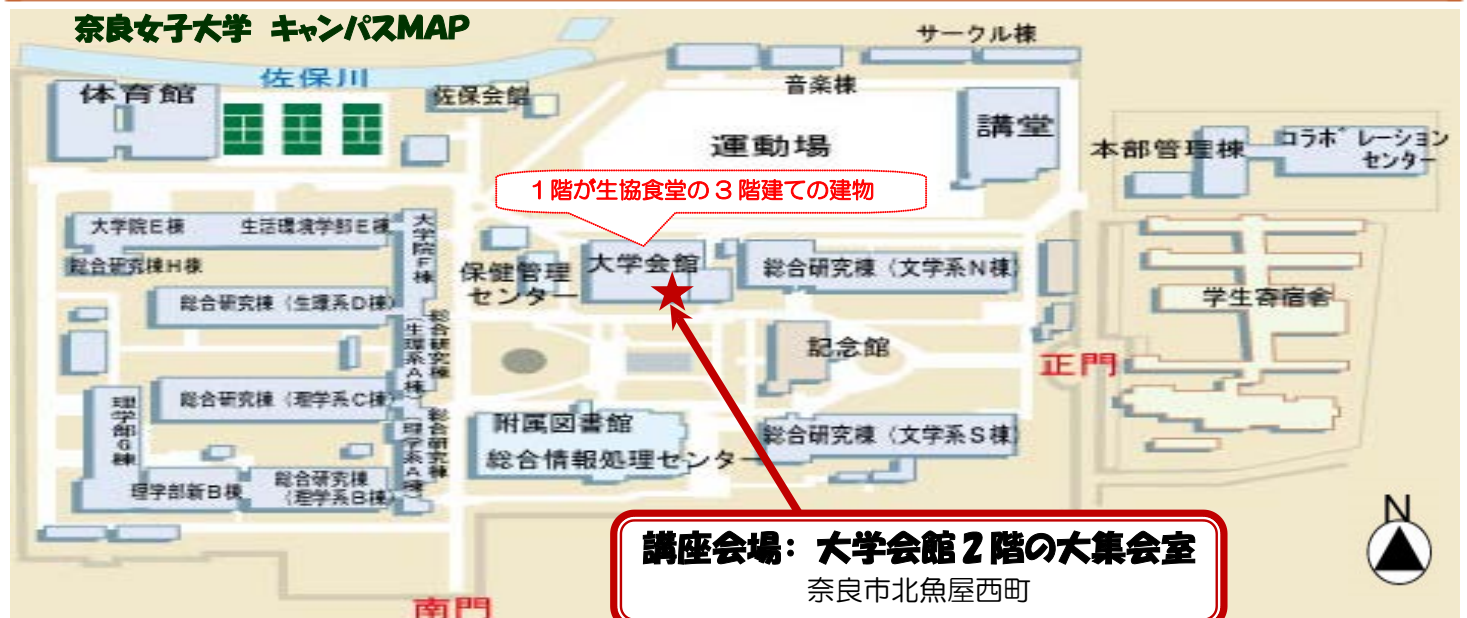 奈良女子大学 キャンパスMAP
サークル棟
佐保川
体育館
佐保会館
音楽棟
講堂
運動場
本部管理棟
コラボレーション
センター
1階が生協食堂の3階建ての建物
大学院E棟
生活環境学部E棟
大学院F棟
総合研究棟H棟
保健管理
センター
大学会館
総合研究棟（文学系N棟）
学生寄宿舎
総合研究棟（生環系D棟）
総合研究棟
（生環系A棟）
記念館
正門
総合研究棟（理学系C棟）
理学部G棟
総合研究棟
（理学系A棟）
附属図書館
総合情報処理センター
総合研究棟（文学系S棟）
理学部新B棟
総合研究棟
（理学系B棟）
N
講座会場：大学会館2階の大集会室
奈良市北魚屋西町
南門